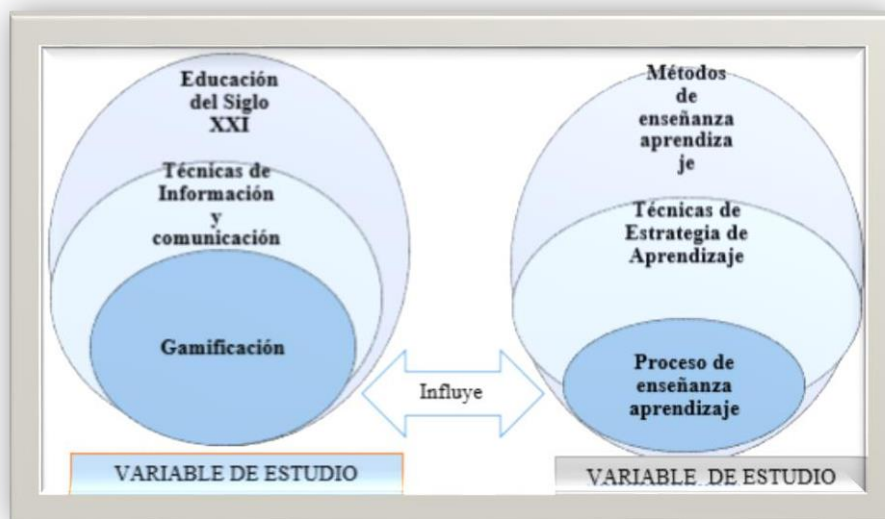 Educación
del Siglo
XXI
Técnicas de
Información
y
comunicación
Gamificación
VARIABLE DE ESTUDIO
Influye
Métodos
de
enseñanza
aprendiza
je
Técnicas de
Estrategia de
Aprendizaje
Proceso de
enseñanza
aprendizaje
VARIABLE DE ESTUDIO